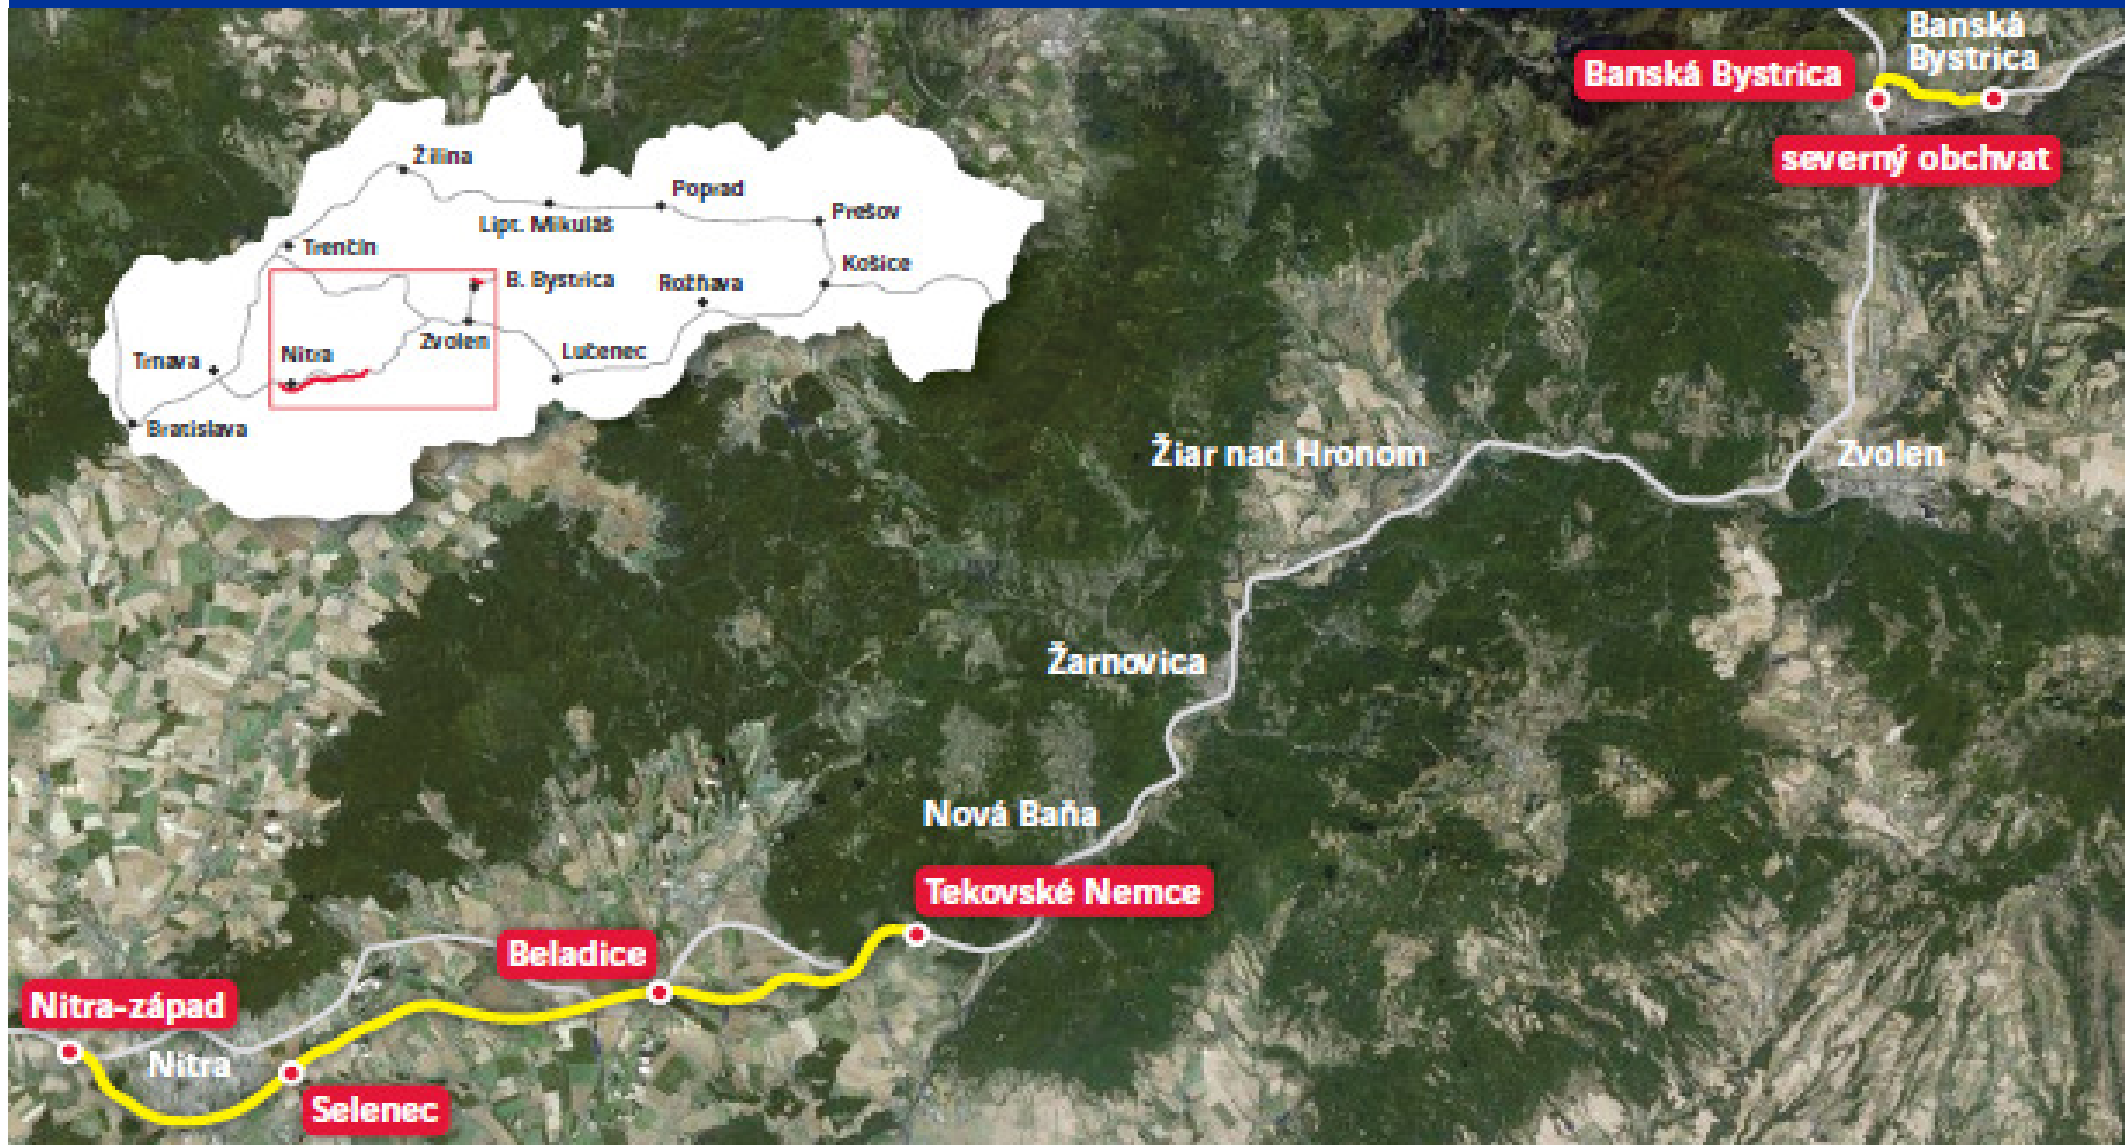 Banská
Bystrica
Banská Bystrica
severný obchvat
Žilina
Poprad
Lipt. Mikuláš
Prešov
Trenčín
Košice
B. Bystrica
Rožňava
Zvolen
Nitra
Lučenec
Trnava
Bratislava
Žiar nad Hronom
Zvolen
Žarnovica
Nová Baňa
Tekovské Nemce
Beladice
Nitra-západ
Nitra
Selenec